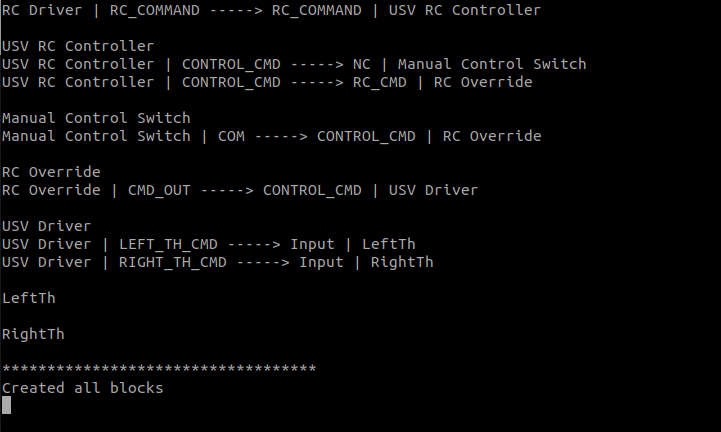 RC Driver | RC_COMMAND -----> RC_COMMAND | USV RC Controller
USV RC Controller
USV RC Controller | CONTROL_CMD -----> NC | Manual Control Switch
USV RC Controller | CONTROL_CMD -----> RC_CMD | RC Override
Manual Control Switch
Manual Control Switch | COM -----> CONTROL_CMD | RC Override
RC Override
RC Override | CMD_OUT -----> CONTROL_CMD | USV Driver
USV Driver
USV Driver | LEFT_TH_CMD -----> Input | LeftTh
USV Driver | RIGHT_TH_CMD -----> Input | RightTh
LeftTh
RightTh
***********************************
Created all blocks